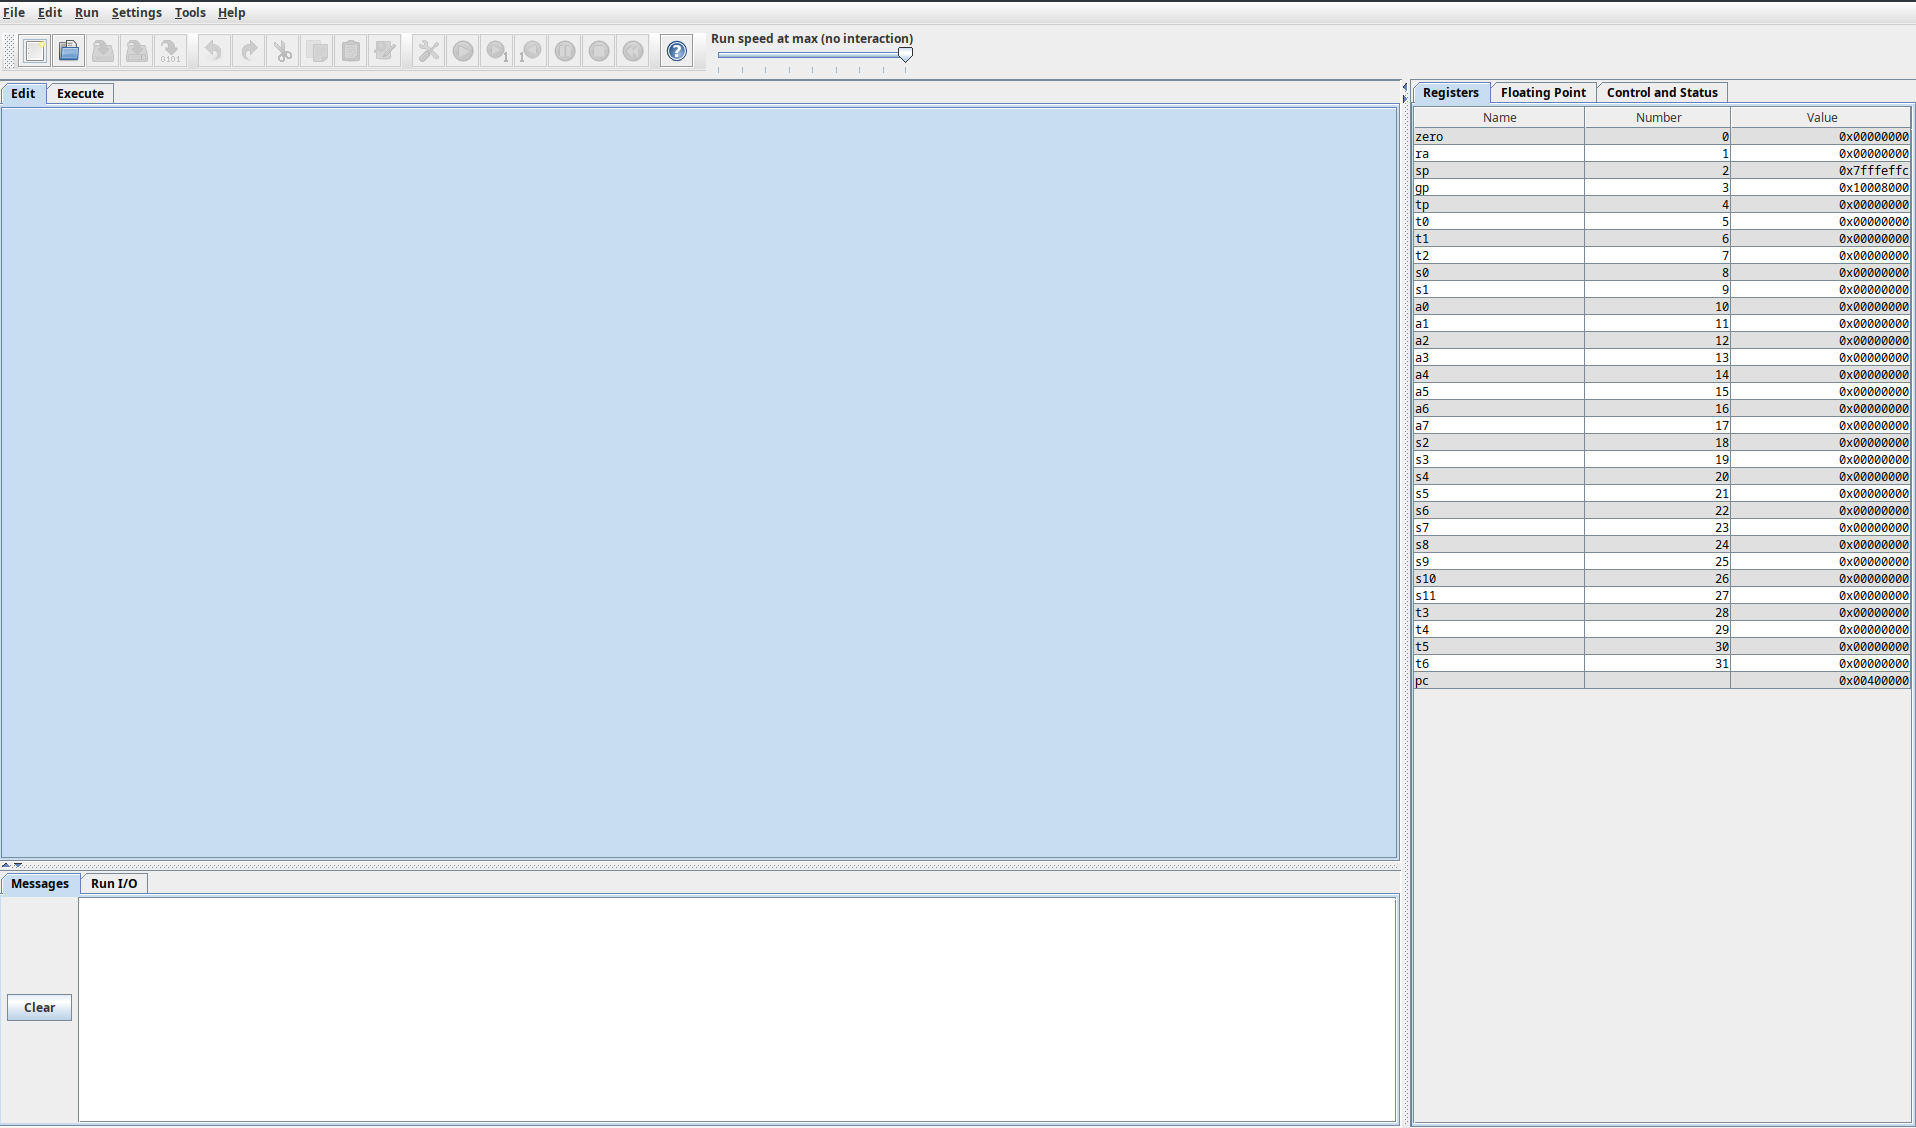 File Edit Run Settings Tools Help
0101 1 1 ?
Run speed at max (no interaction)
Edit Execute
Registers Floating Point Control and Status
Name Number Value
zero 0 0x00000000
ra 1 0x00000000
sp 2 0x7fffeffc
gp 3 0x10008000
tp 4 0x00000000
t0 5 0x00000000
t1 6 0x00000000
t2 7 0x00000000
s0 8 0x00000000
s1 9 0x00000000
a0 10 0x00000000
a1 11 0x00000000
a2 12 0x00000000
a3 13 0x00000000
a4 14 0x00000000
a5 15 0x00000000
a6 16 0x00000000
a7 17 0x00000000
s2 18 0x00000000
s3 19 0x00000000
s4 20 0x00000000
s5 21 0x00000000
s6 22 0x00000000
s7 23 0x00000000
s8 24 0x00000000
s9 25 0x00000000
s10 26 0x00000000
s11 27 0x00000000
t3 28 0x00000000
t4 29 0x00000000
t5 30 0x00000000
t6 31 0x00000000
pc 0x00400000
Messages Run I/O
Clear